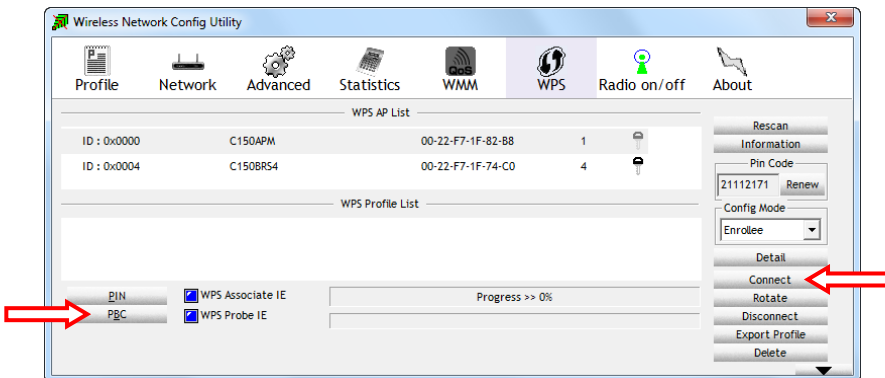 Wireless Network Config Utility
x
Profile Network Advanced Statistics QoS WMM WPS Radio on/off About
WPS AP List
ID : 0x0000 C150APM 00-22-F7-1F-82-B8 1
ID : 0x0004 C150BRS4 00-22-F7-1F-74-C0 4
WPS Profile List
Rescan
Information
Pin Code
21112171 Renew
Config Mode
Enrollee
Detail
Connect
Rotate
Disconnect
Export Profile
Delete
PIN WPS Associate IE Progress >> 0%
PBC WPS Probe IE